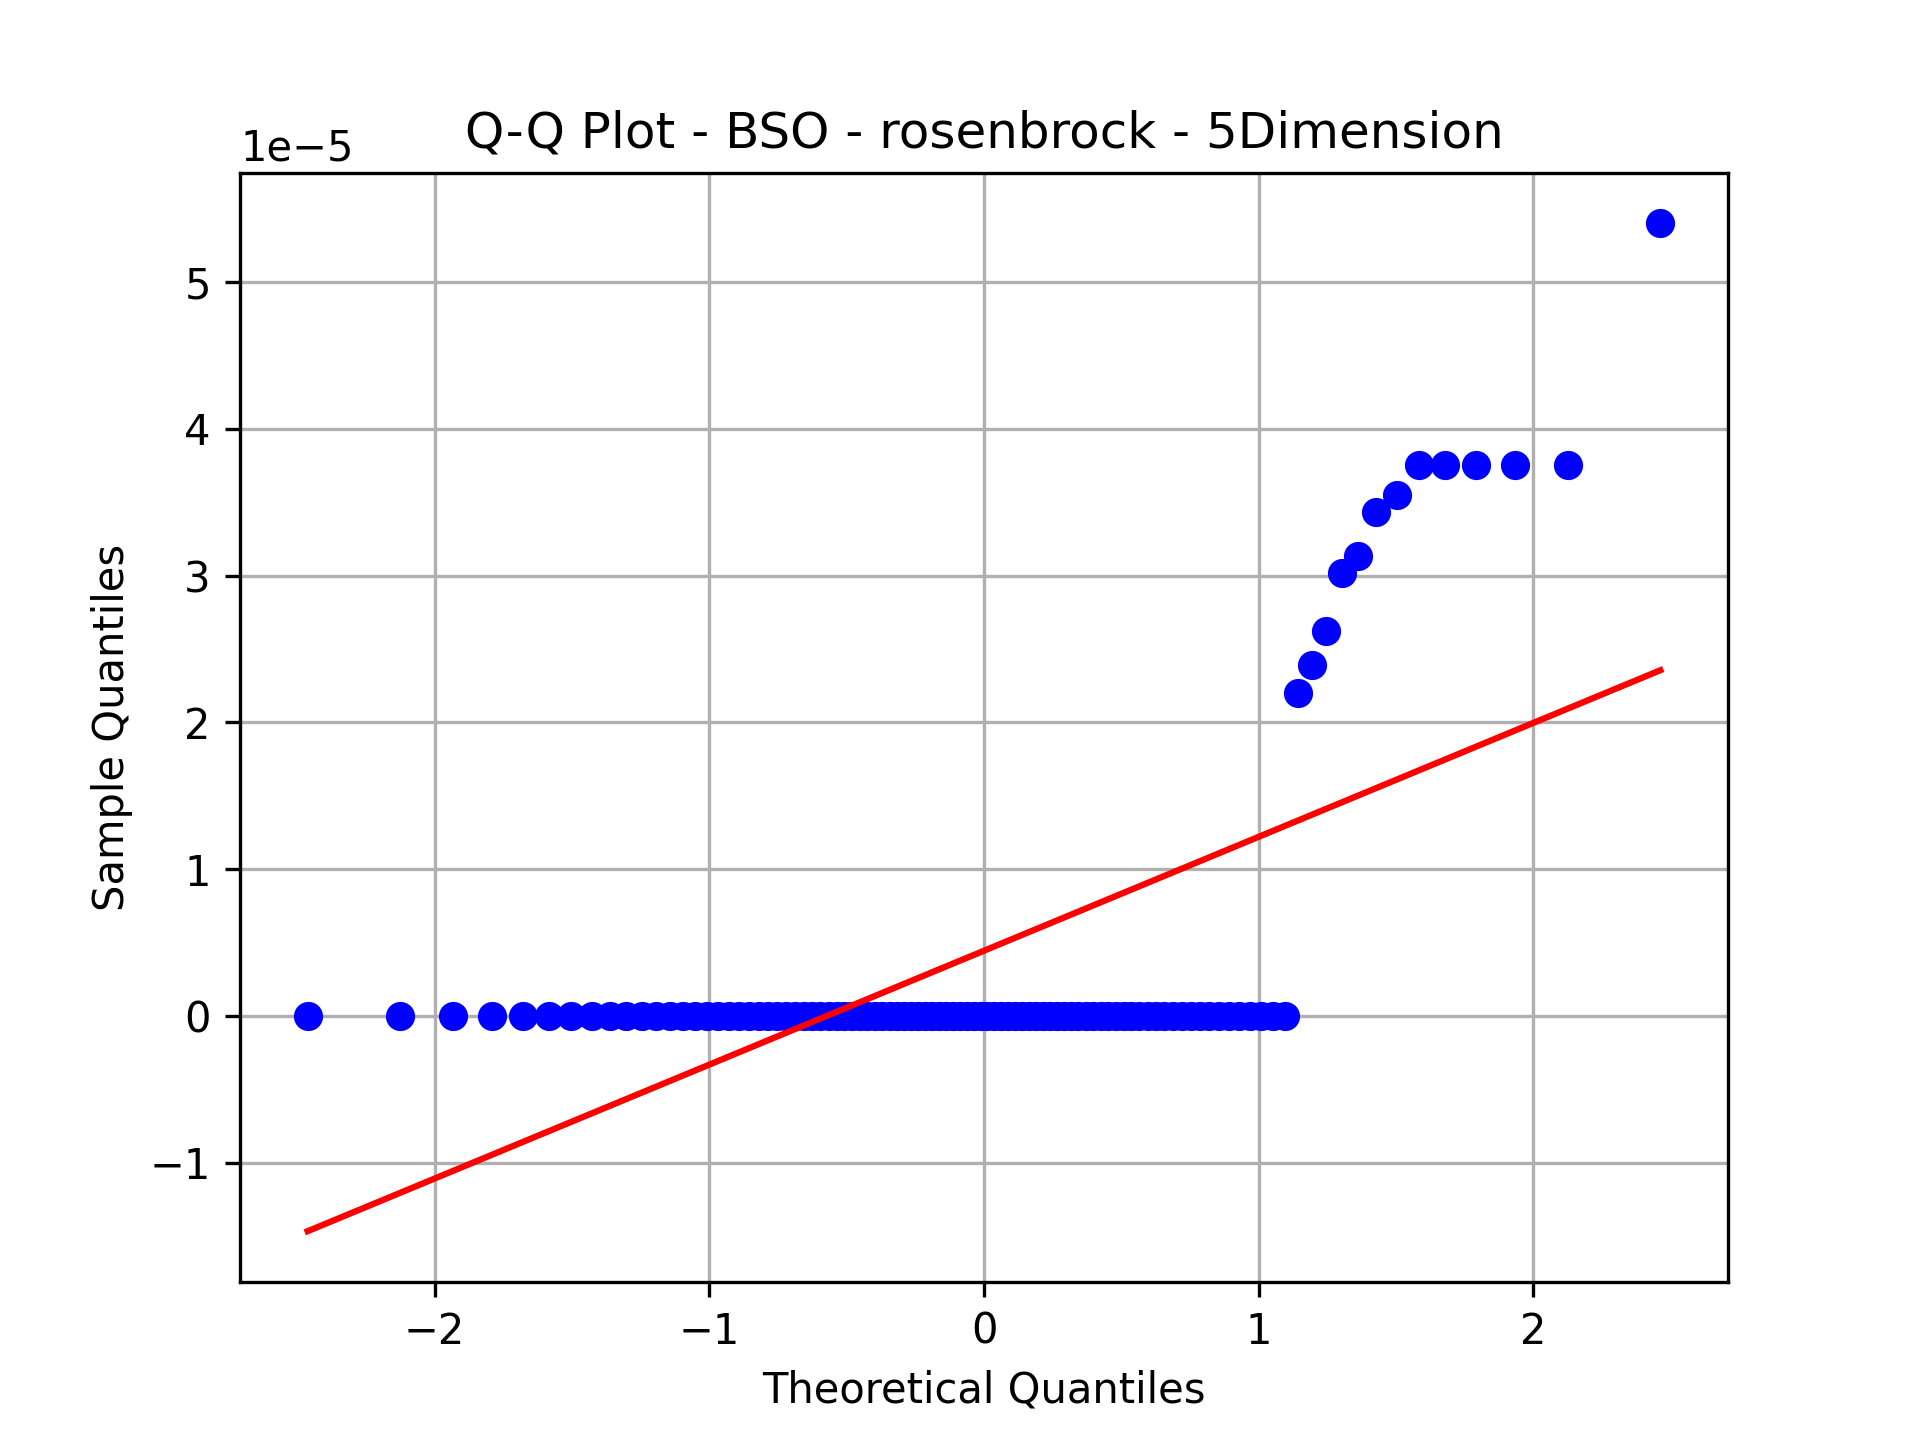 Q-Q Plot - BSO - rosenbrock - 5Dimension
1e−5
5
4
3
2
1
0
−1
Sample Quantiles
−2 −1 0 1 2
Theoretical Quantiles